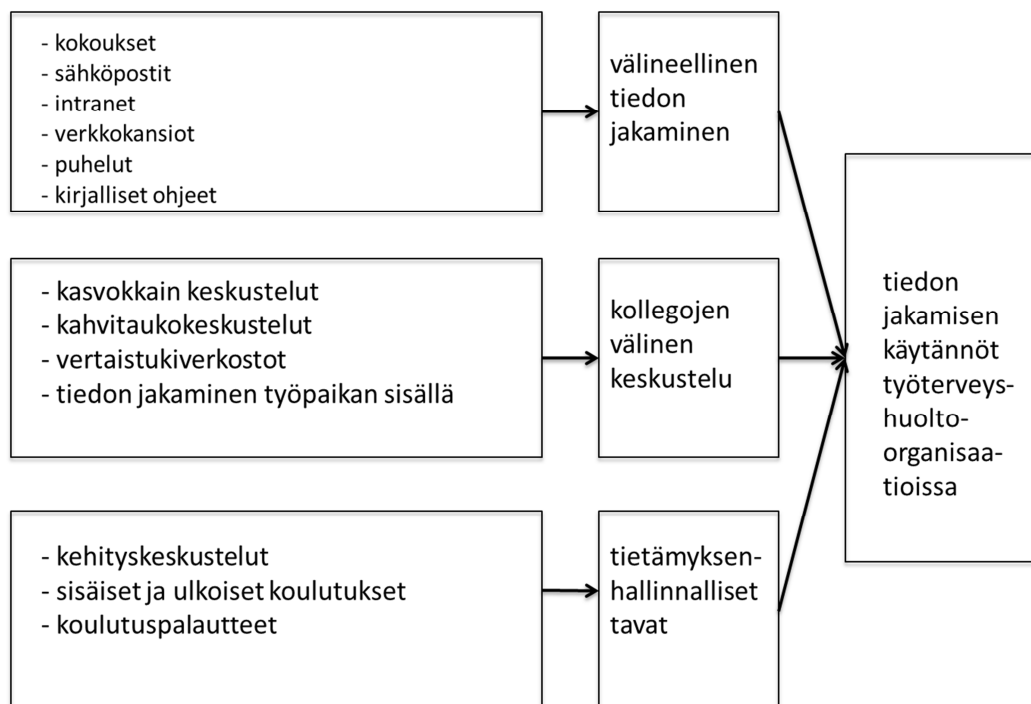 - kokoukset
- sähköpostit
- intranet
- verkkokansiot
- puhelut
- kirjalliset ohjeet
välineellinen
tiedon
jakaminen
- kasvokkain keskustelut
- kahvitaukokeskustelut
- vertaistukiverkostot
- tiedon jakaminen työpaikan sisällä
kollegojen
välinen
keskustelu
- kehityskeskustelut
- sisäiset ja ulkoiset koulutukset
- koulutuspalautteet
tietämyksen-
hallinnalliset
tavat
tiedon
jakamisen
käytännöt
työterveys-
huolto-
organisaa-
tioissa